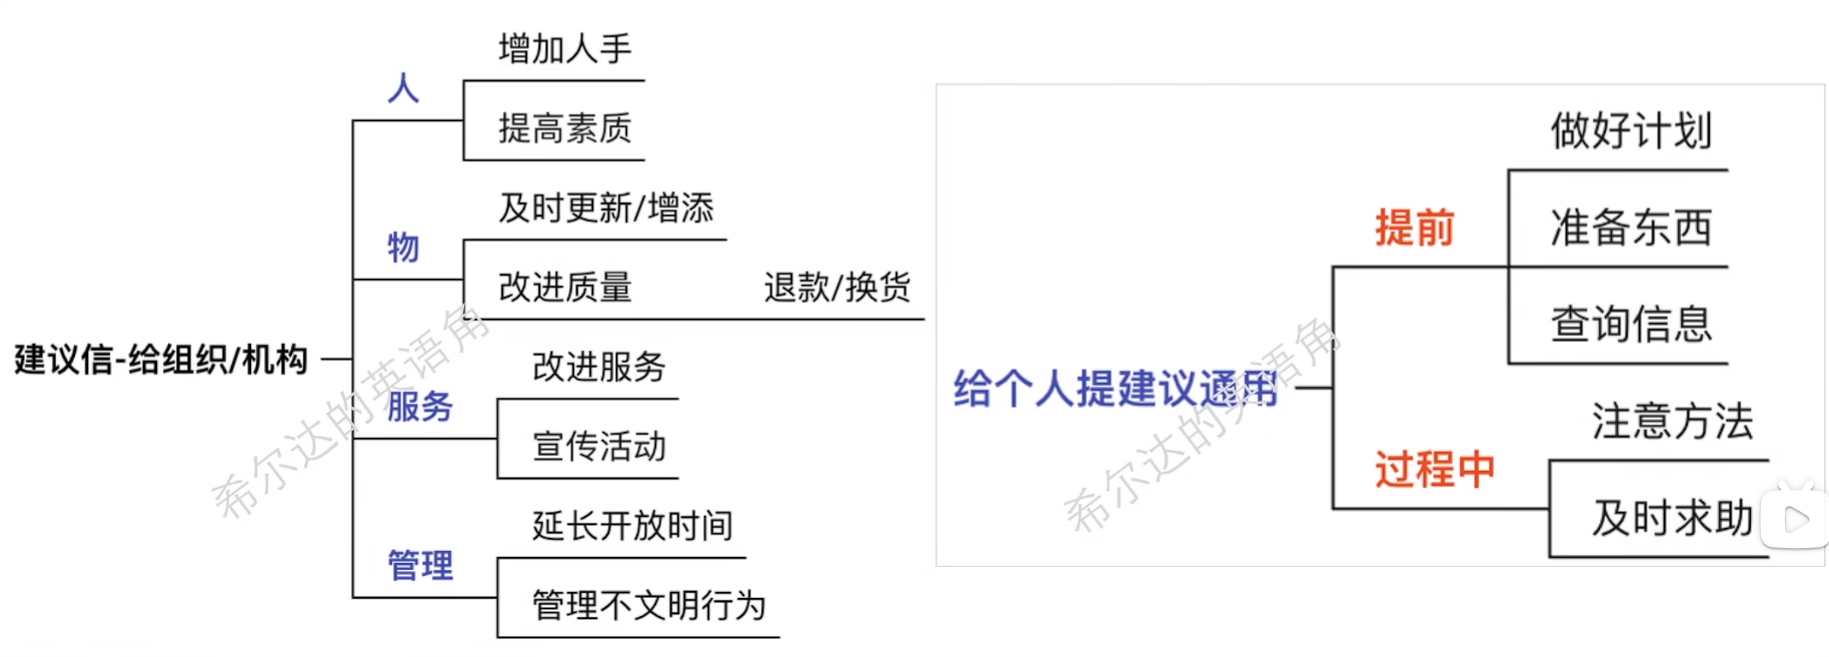 建议信-给组织/机构
人
增加人手
提高素质
物
及时更新/增添
改进质量 退款/换货
服务
改进服务
宣传活动
管理
延长开放时间
管理不文明行为
希尔达的英语角
给个人提建议通用
提前
做好计划
准备东西
查询信息
过程中
注意方法
及时求助
希尔达的英语角